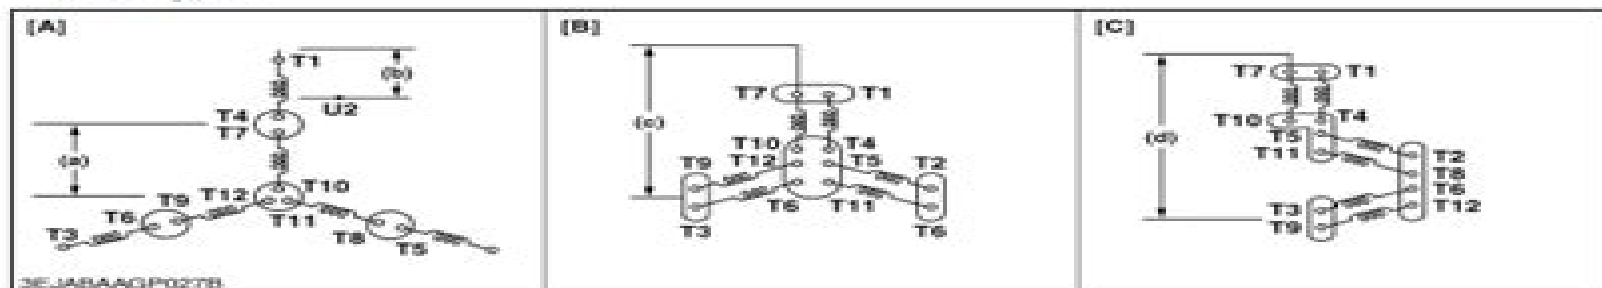 [A]
T1
(b)
U2
T4
T7
(a)
T12
T10
T9
T11
T6
T8
T3
T5
3EJABAAGP027B
[B]
T7
T1
(c)
T10
T4
T9
T12
T5
T2
T6
T11
T3
T6
[C]
T7
T1
T10
T4
(d)
T5
T11
T2
T8
T6
T12
T3
T9